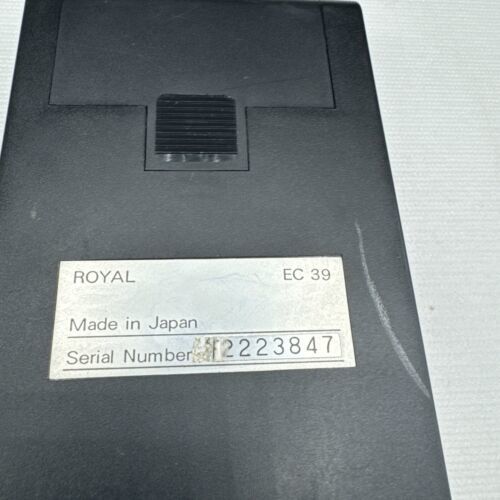 ROYAL EC 39
Made in Japan
Serial Number 2223847